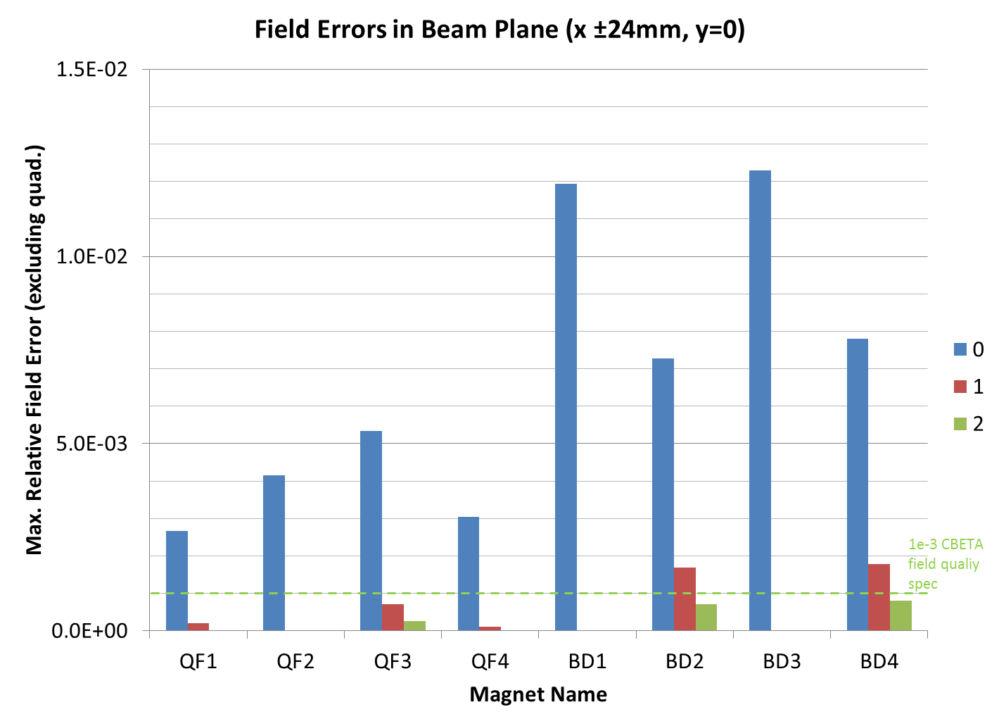 Field Errors in Beam Plane (x ±24mm, y=0)
Max. Relative Field Error (excluding quad.)
1.5E-02
1.0E-02
5.0E-03
0.0E+00
0
1
2
1e-3 CBETA
field qualiy
spec
QF1 QF2 QF3 QF4 BD1 BD2 BD3 BD4
Magnet Name